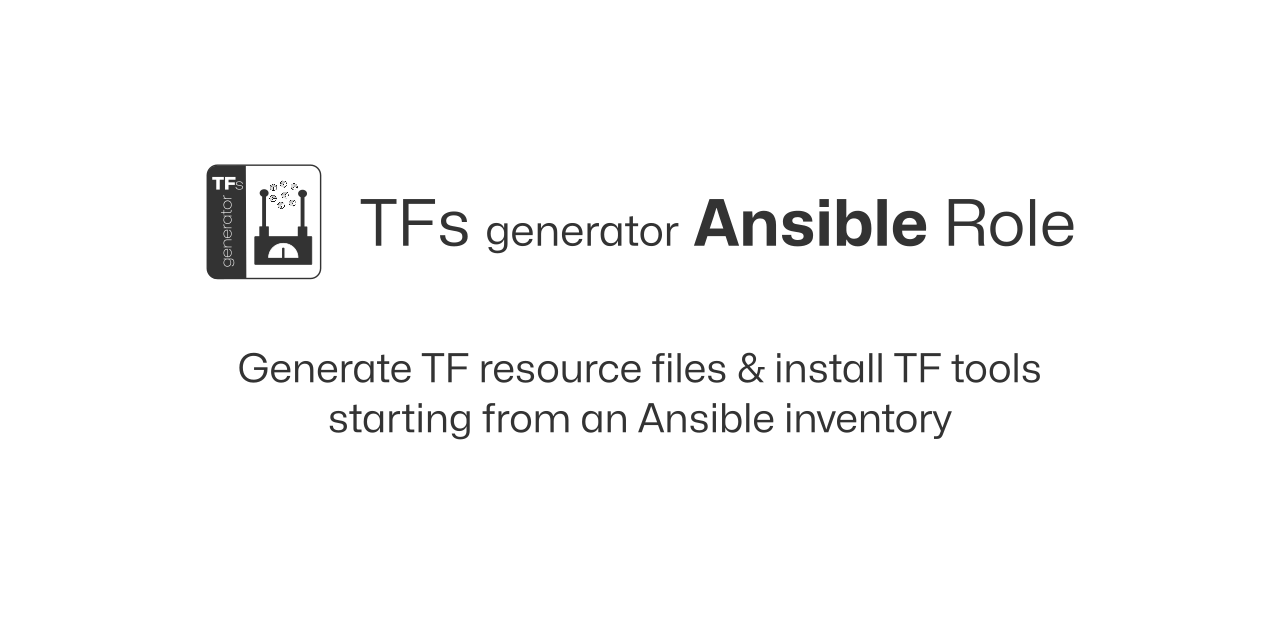 TFs
generator
TFs generator Ansible Role
Generate TF resource files & install TF tools
starting from an Ansible inventory